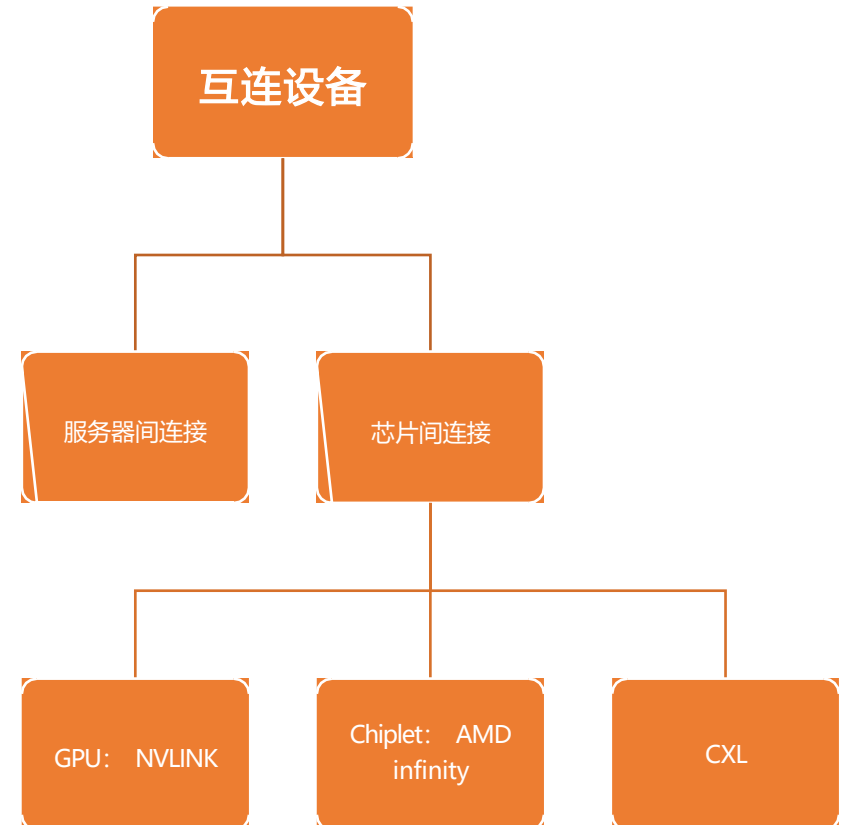 互连设备
服务器间连接
芯片间连接
GPU： NVLINK
Chiplet： AMD
infinity
CXL